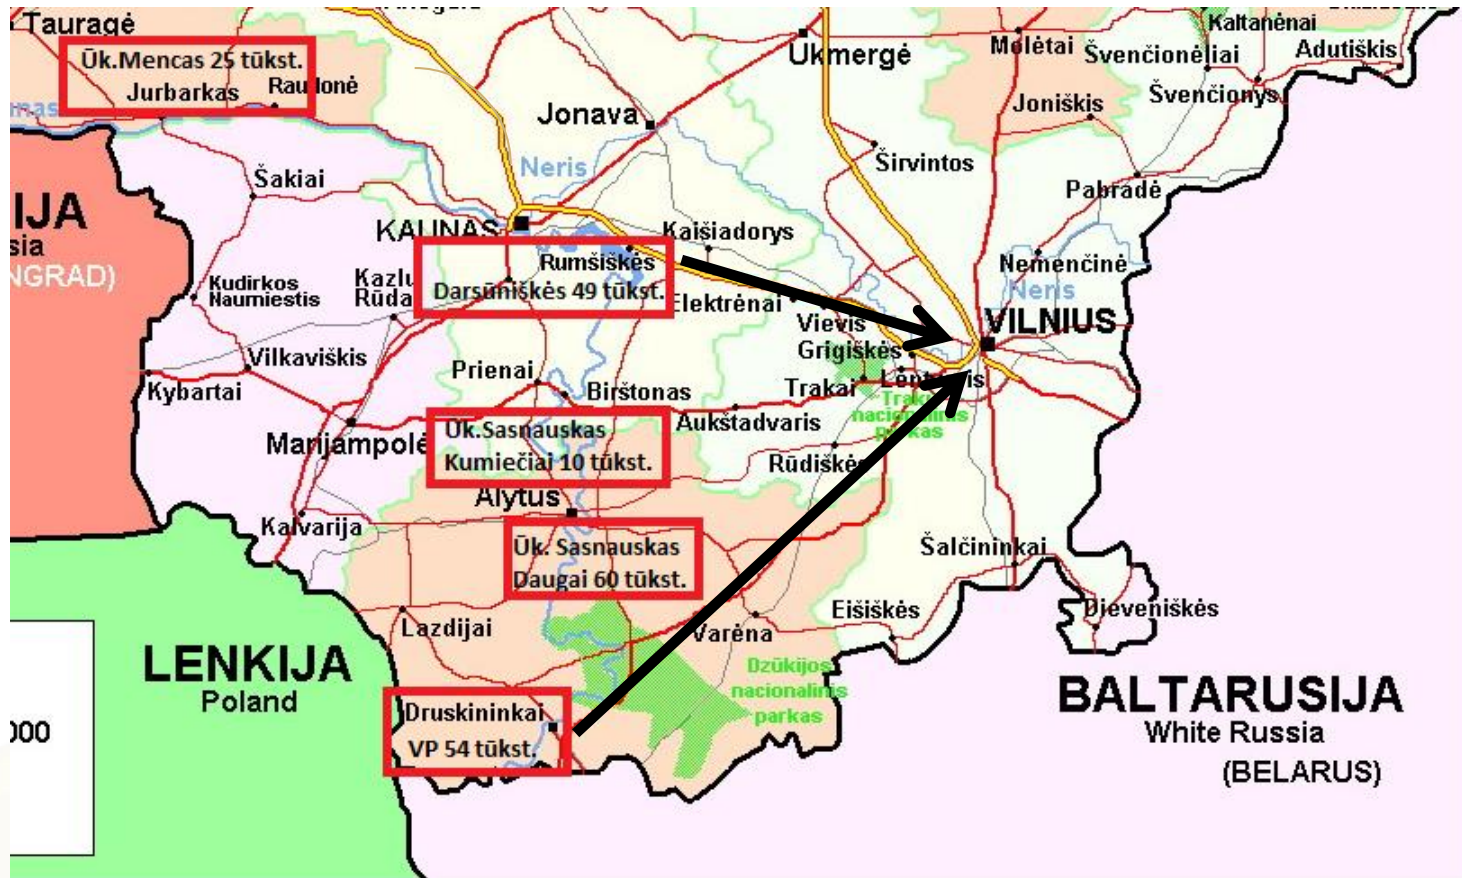 Tauragė
Kaltanėnai
Ūk.Mencas 25 tūkst.
Jurbarkas
Raudonė
Ukmergė
Molėtai
Švenčionėliai
Adutiškis
Švenčionys
Joniškis
Jonava
Neris
Širvintos
Pabradė
Šakiai
IJA
sia
NGRAD)
KAUNAS
Kaišiadorys
Rumšiškės
Darsūniškės 49 tūkst.
Kudirkos
Naumiestis
Kazlų
Rūda
Elektrėnai
Vievis
Grigiškės
Nemenčinė
Neris
VILNIUS
Vilkaviškis
Kybartai
Prienai
Birštonas
Trakai
Lentvaris
Trakų
nacionalinis
parkas
Aukštadvaris
Marijampolė
Ūk.Sasnauskas
Kumiečiai 10 tūkst.
Rūdiškės
Alytus
Kalvarija
Ūk. Sasnauskas
Daugai 60 tūkst.
Šalčininkai
Eišiškės
Dieveniškės
Lazdijai
Varėna
Dzūkijos
nacionalinis
parkas
LENKIJA
Poland
Druskininkai
VP 54 tūkst.
BALTARUSIJA
White Russia
(BELARUS)
000